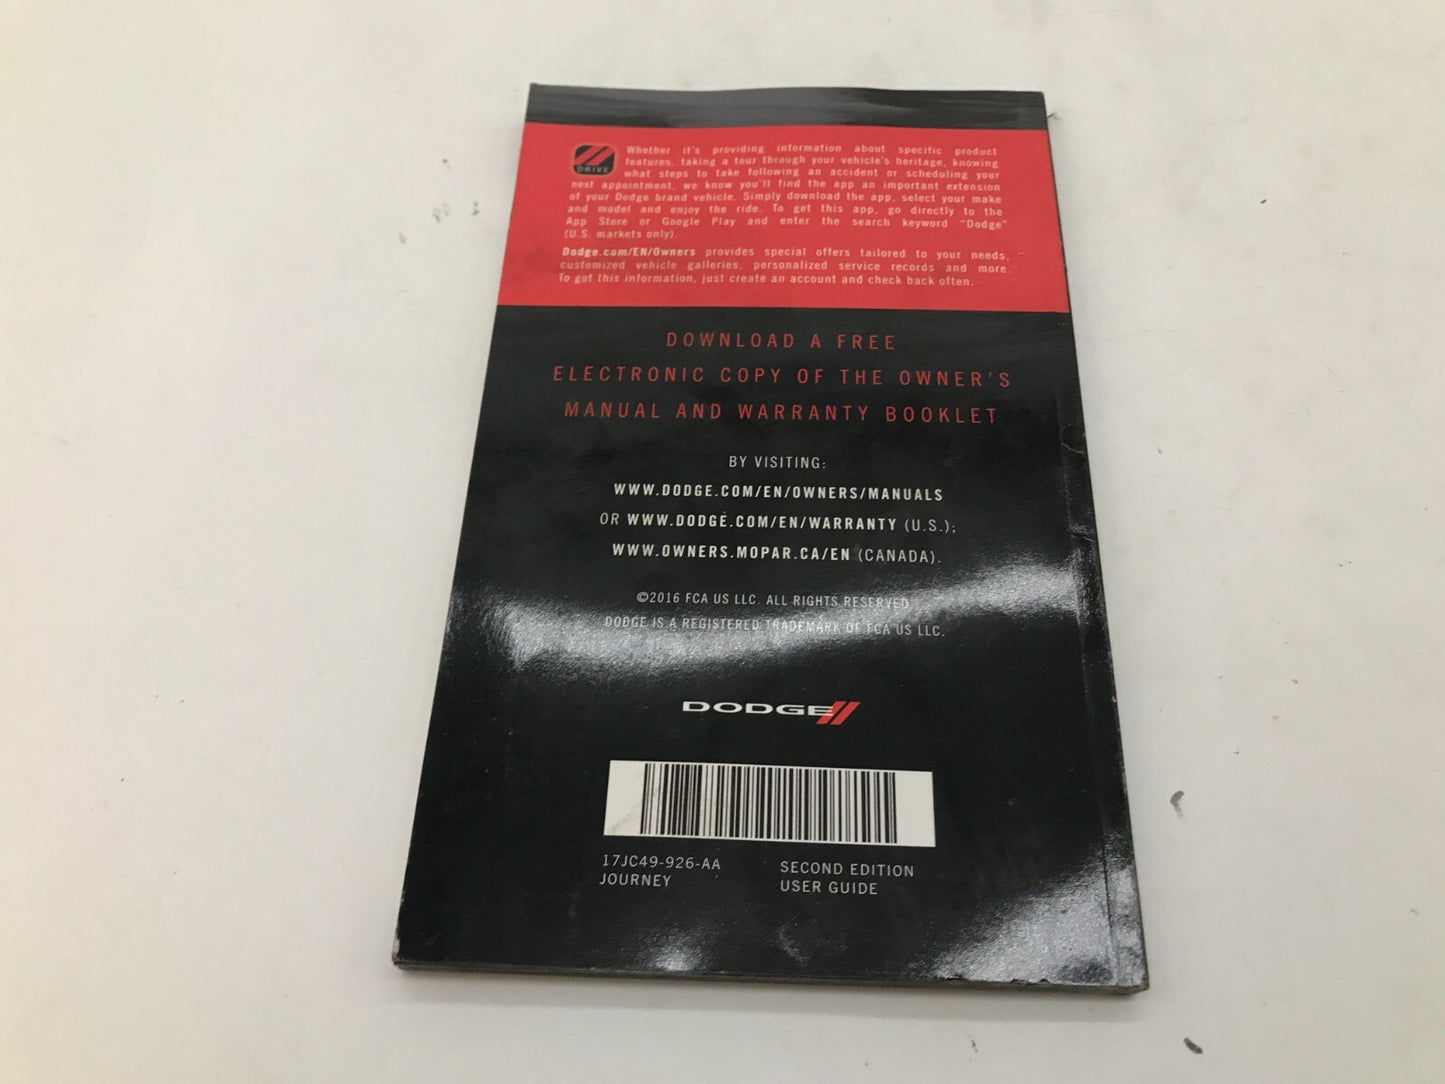 DRIVE
Whether it's providing information about specific product
features, taking a tour through your vehicle's heritage, knowing
what steps to take following an accident or scheduling your
next appointment, we know you'll find the app an important extension
of your Dodge brand vehicle. Simply download the app, select your make
and model and enjoy the ride. To get this app, go directly to the
App Store or Google Play and enter the search keyword "Dodge"
(U.S. markets only).
Dodge.com/EN/Owners provides special offers tailored to your needs,
customized vehicle galleries, personalized service records and more.
To get this information, just create an account and check back often.
DOWNLOAD A FREE
ELECTRONIC COPY OF THE OWNER'S
MANUAL AND WARRANTY BOOKLET
BY VISITING:
WWW.DODGE.COM/EN/OWNERS/MANUALS
OR WWW.DODGE.COM/EN/WARRANTY (U.S.);
WWW.OWNERS.MOPAR.CA/EN (CANADA).
©2016 FCA US LLC. ALL RIGHTS RESERVED.
DODGE IS A REGISTERED TRADEMARK OF FCA US LLC.
DODGE
17JC49-926-AA SECOND EDITION
JOURNEY USER GUIDE